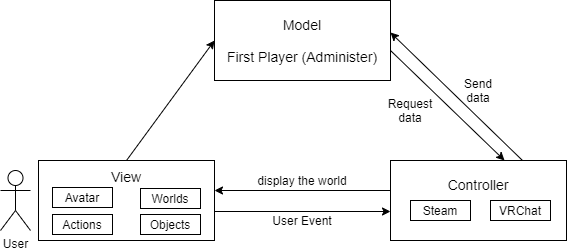 Model
First Player (Administer)
Send
data
Request
data
View
Avatar
Worlds
Actions
Objects
display the world
User Event
Controller
Steam
VRChat
User